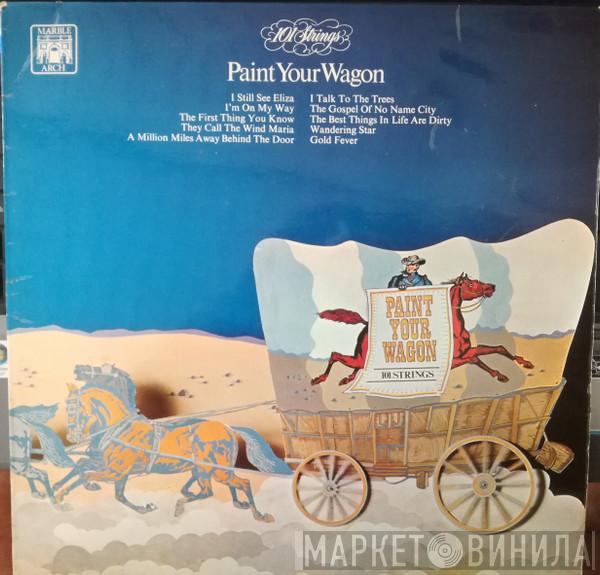 MARBLE
ARCH
101 Strings
Paint Your Wagon
I Still See Eliza
I'm On My Way
The First Thing You Know
They Call The Wind Maria
A Million Miles Away Behind The Door
I Talk To The Trees
The Gospel Of No Name City
The Best Things In Life Are Dirty
Wandering Star
Gold Fever
PAINT
YOUR
WAGON
101 STRINGS
МАРКЕТ ВИНИЛА